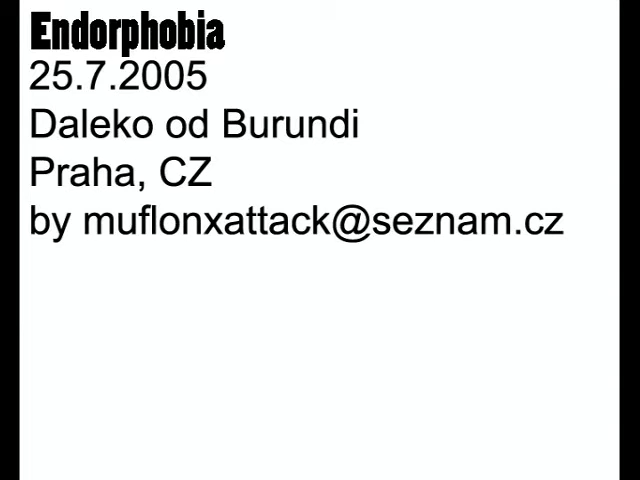 Endorphobia
25.7.2005
Daleko od Burundi
Praha, CZ
by muflonxattack@seznam.cz